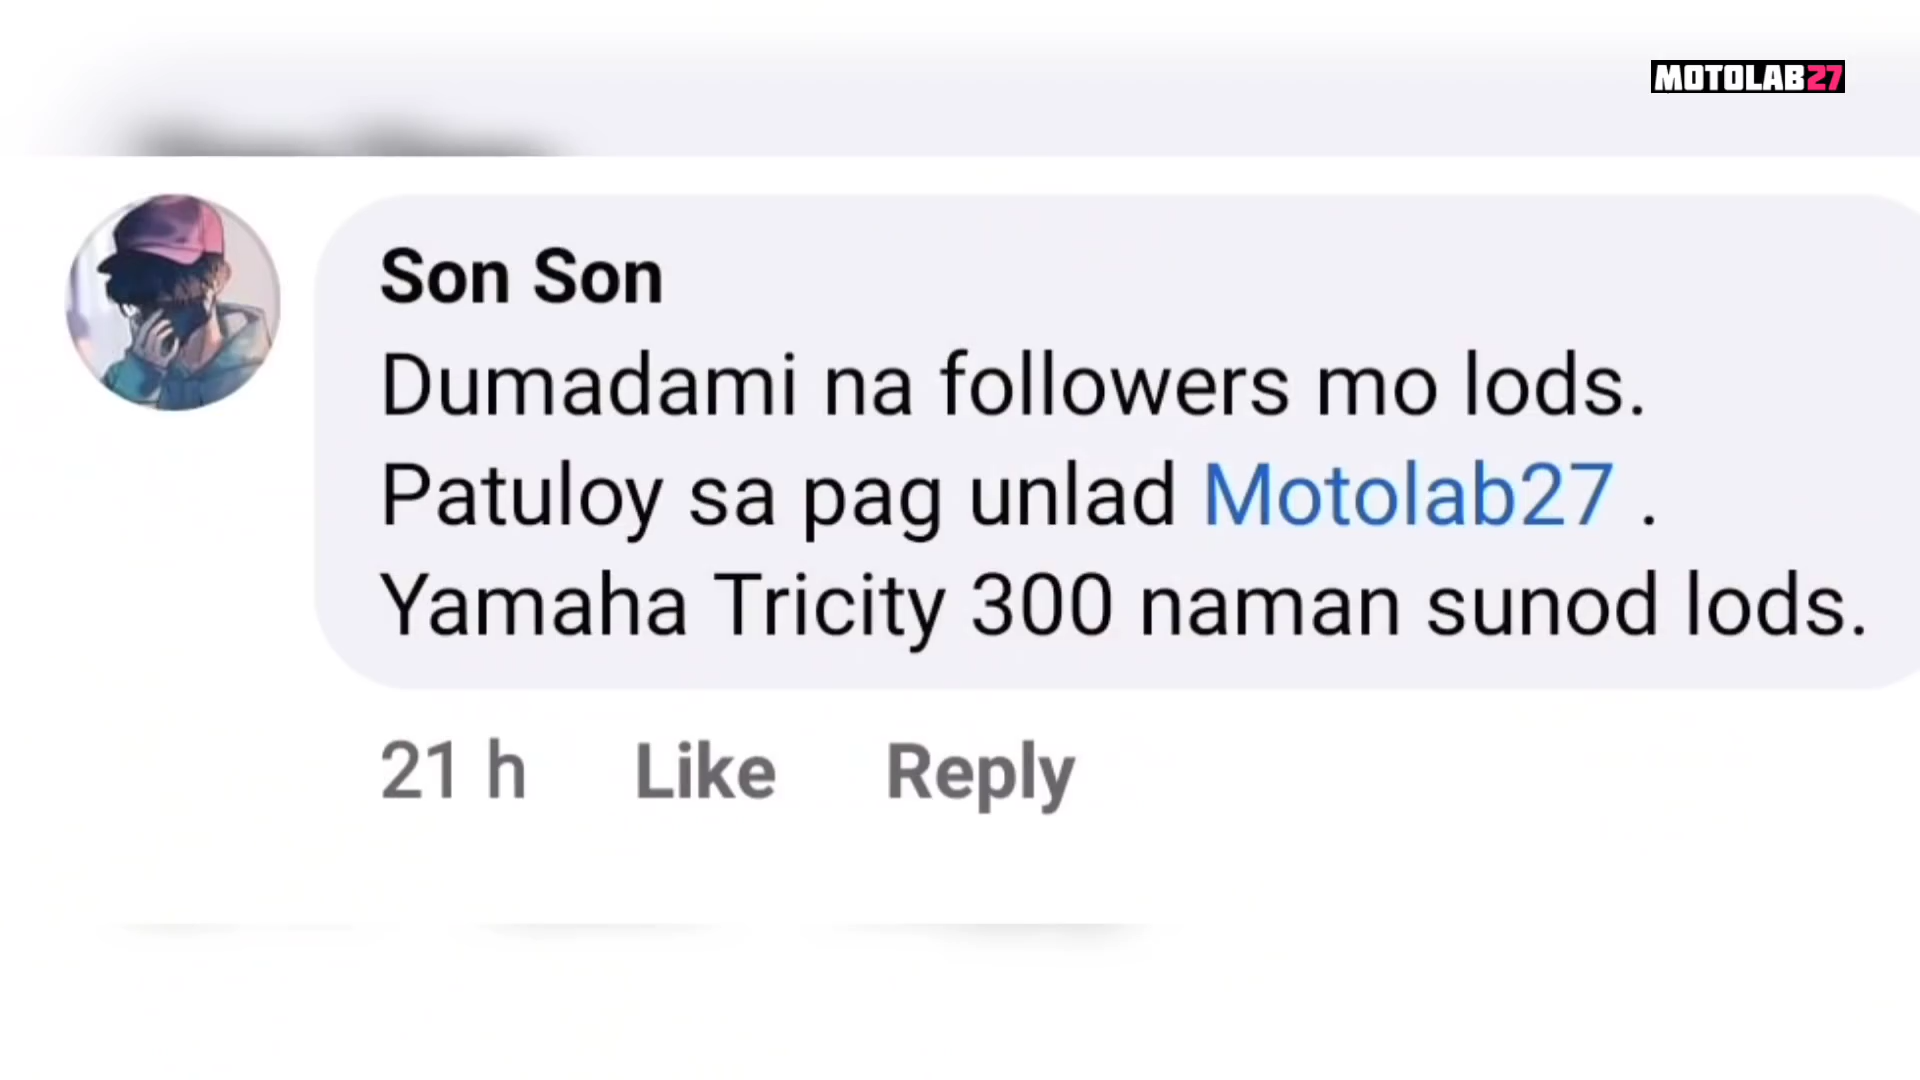 MOTOLAB27
Son Son
Dumadami na followers mo lods.
Patuloy sa pag unlad Motolab27 .
Yamaha Tricity 300 naman sunod lods.
21 h Like Reply